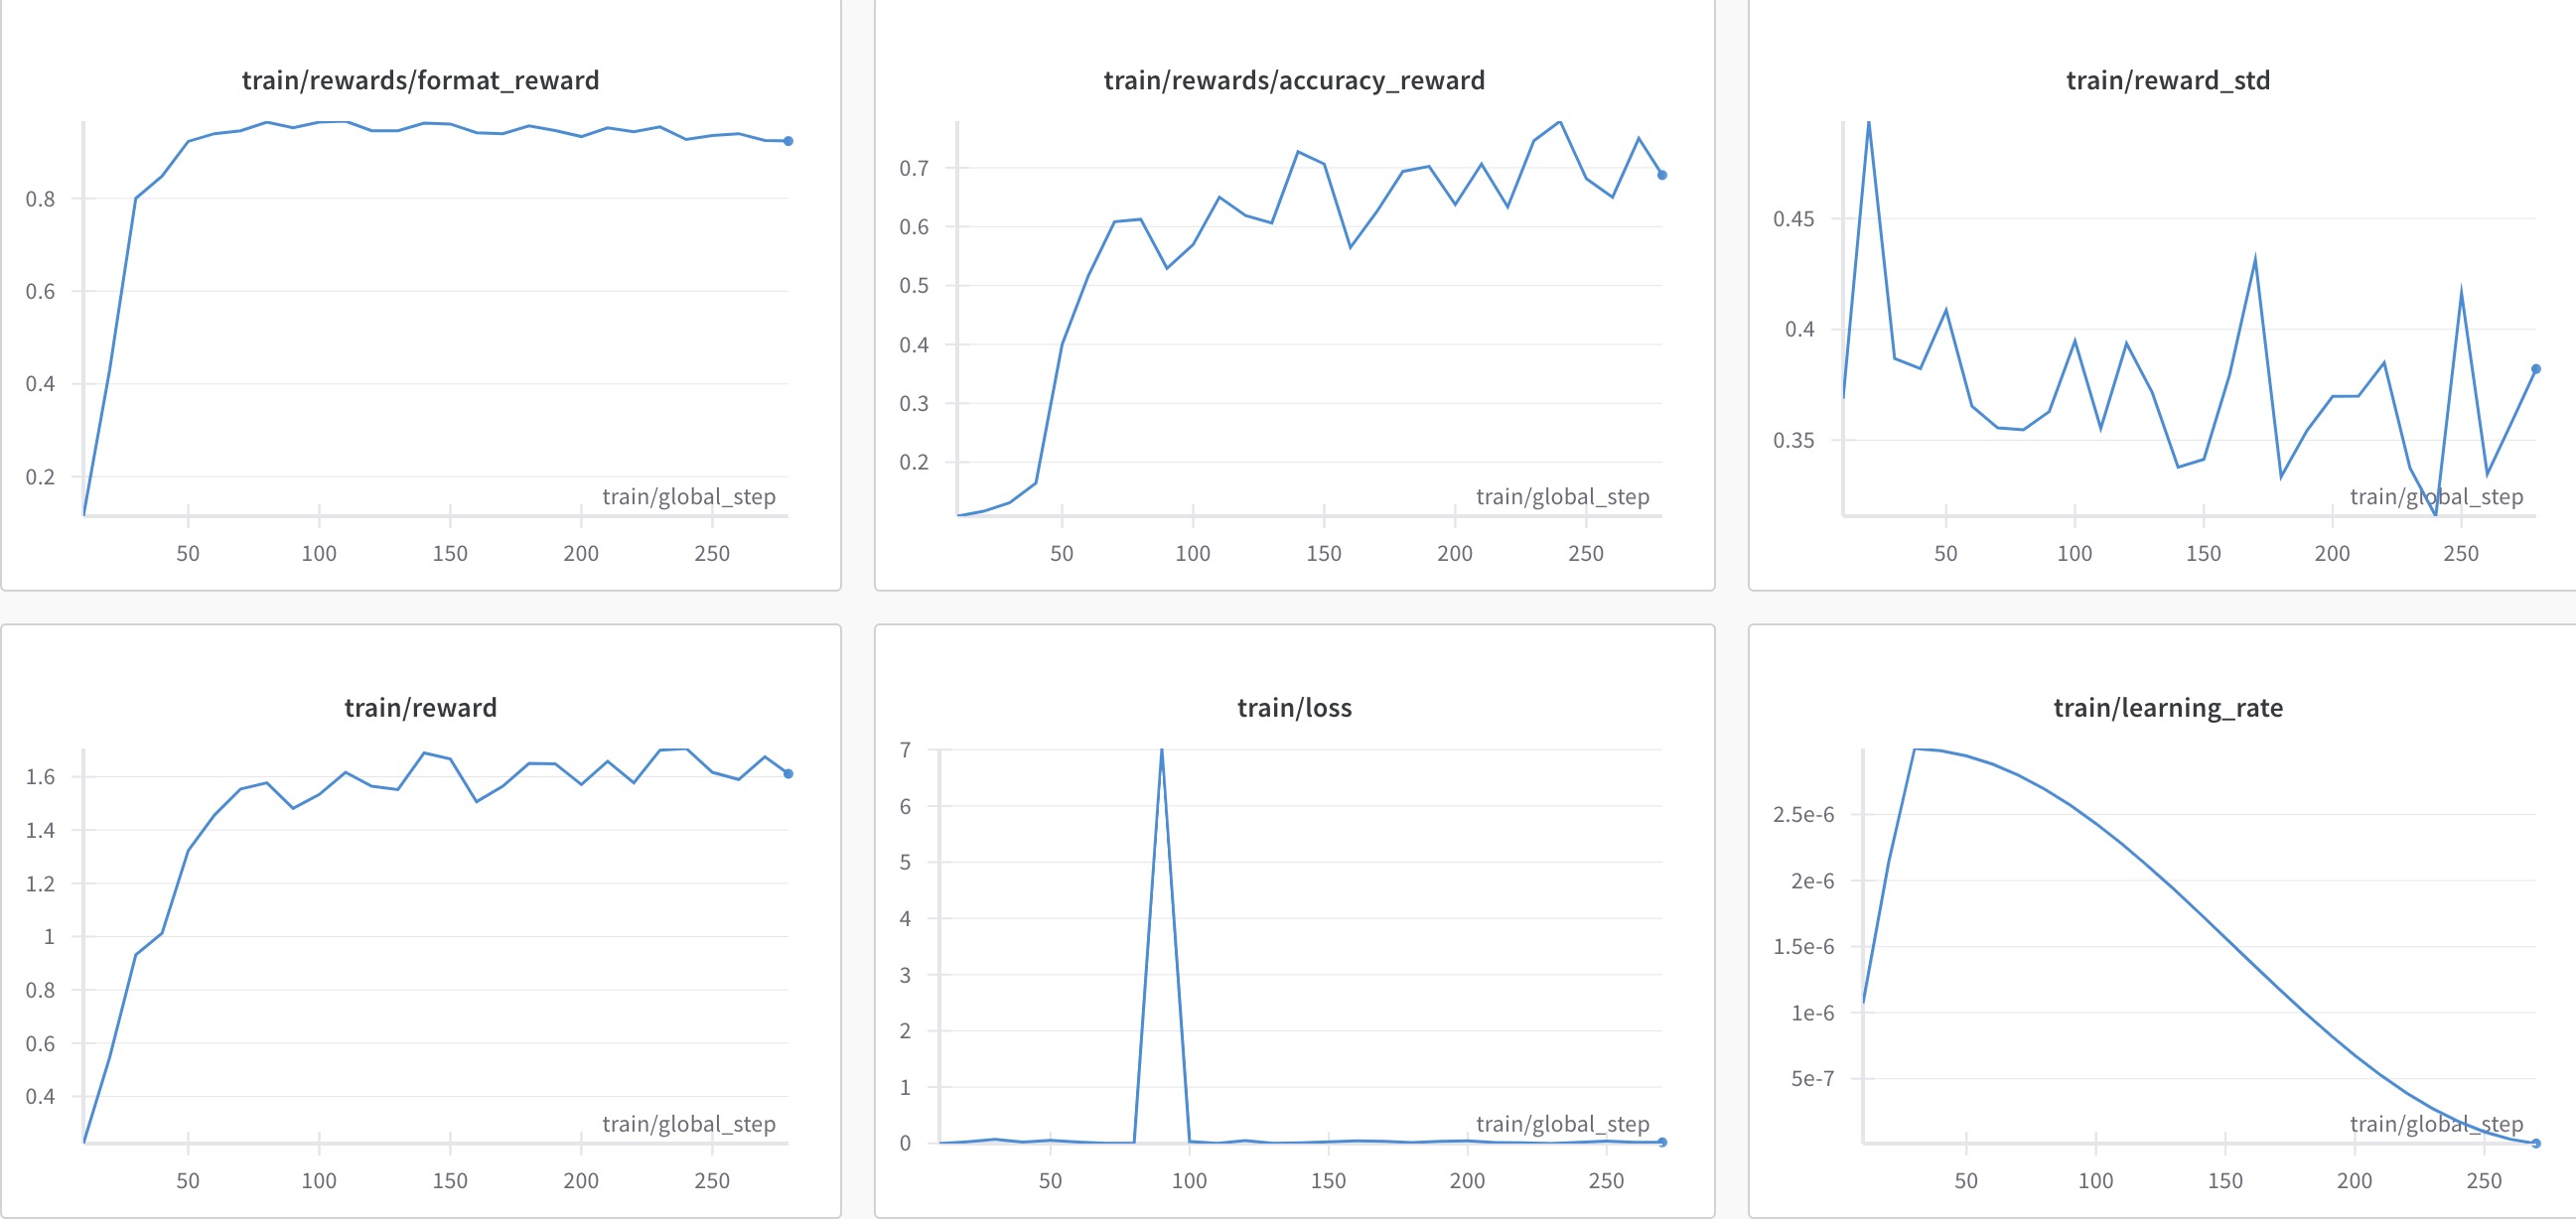 train/rewards/format_reward
0.8
0.6
0.4
0.2
train/global_step
50 100 150 200 250
train/rewards/accuracy_reward
0.7
0.6
0.5
0.4
0.3
0.2
train/global_step
50 100 150 200 250
train/reward_std
0.45
0.4
0.35
train/global_step
50 100 150 200 250
train/reward
1.6
1.4
1.2
1
0.8
0.6
0.4
train/global_step
50 100 150 200 250
train/loss
7
6
5
4
3
2
1
0
train/global_step
50 100 150 200 250
train/learning_rate
2.5e-6
2e-6
1.5e-6
1e-6
5e-7
train/global_step
50 100 150 200 250